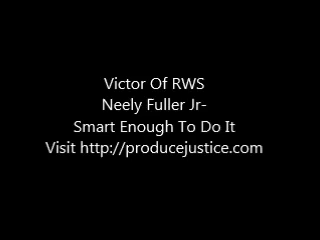 Victor Of RWS
Neely Fuller Jr-
Smart Enough To Do It
Visit http://producejustice.com